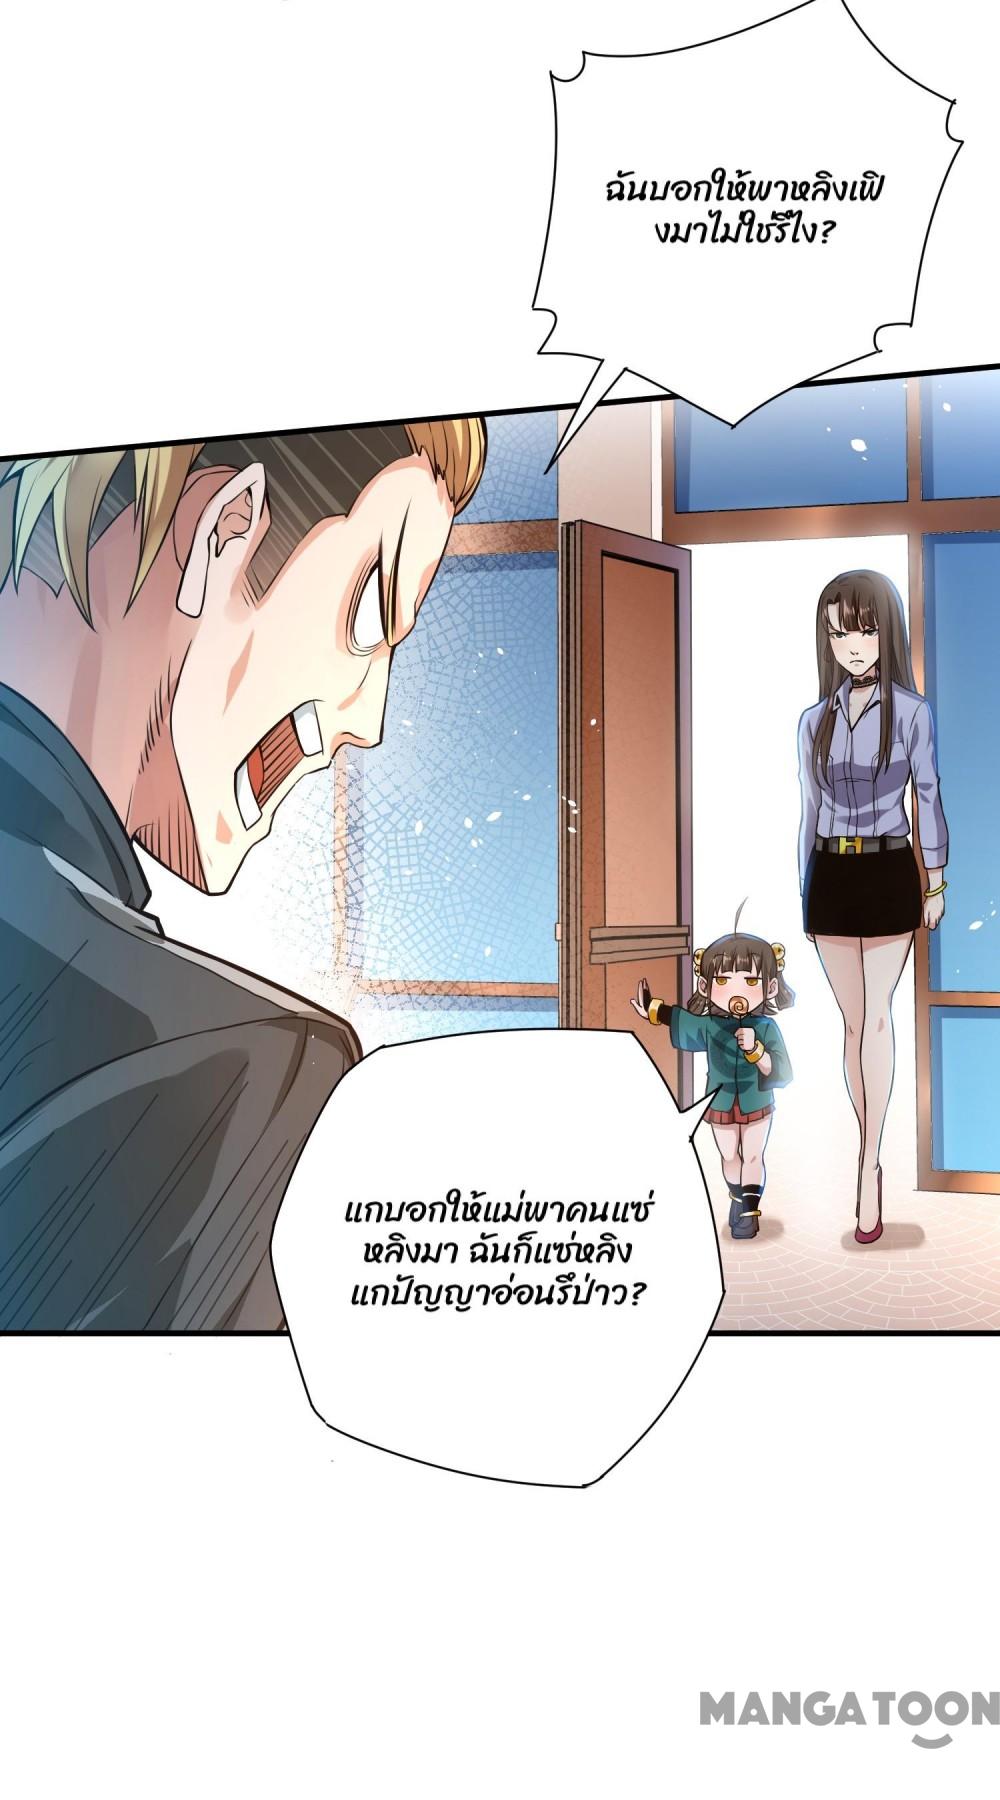 ฉันบอกให้พาหลิงเฟิ
งมาไม่ใช่รึไง?
แกบอกให้แม่พาคนแซ่
หลิงมา ฉันก็แซ่หลิง
แกปัญญาอ่อนรึป่าว?
MANGATOON